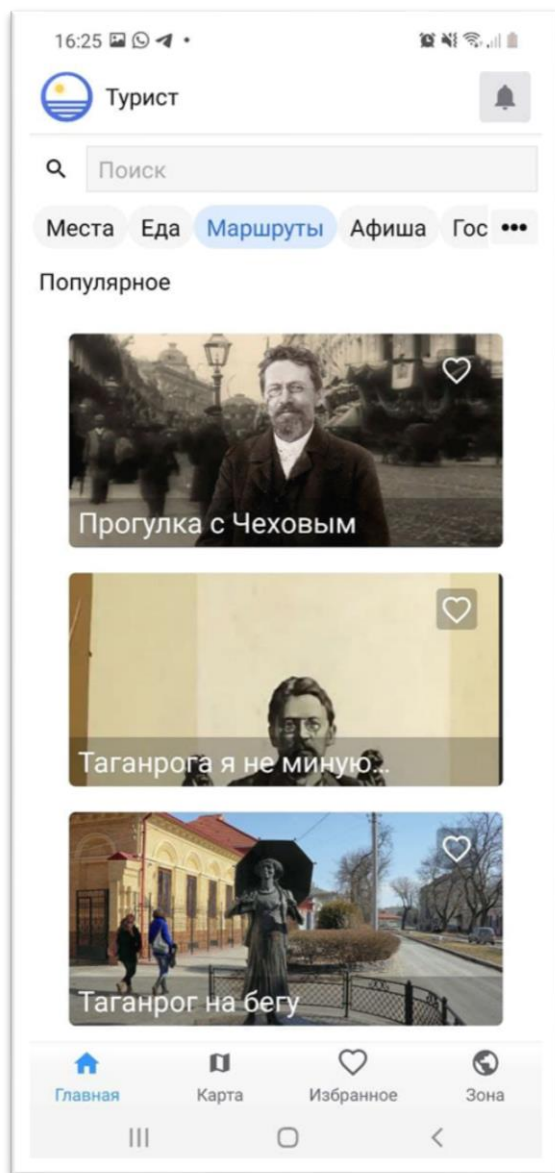 16:25
Турист
Поиск
Места Еда Маршруты Афиша Гос •••
Популярное
Прогулка с Чеховым
Таганрога я не миную...
Таганрог на бегу
Главная Карта Избранное Зона